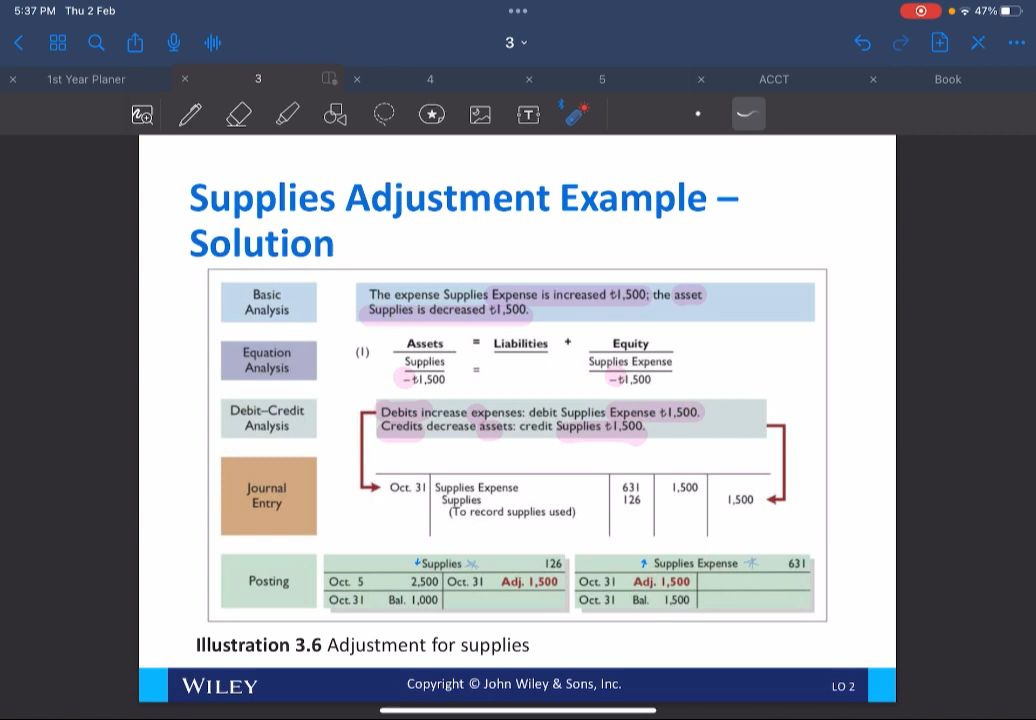 5:37 PM Thu 2 Feb
47%
3
1st Year Planer
3
4
5
ACCT
Book
Supplies Adjustment Example –
Solution
Basic
Analysis
The expense Supplies Expense is increased ₺1,500; the asset
Supplies is decreased ₺1,500.
Equation
Analysis
(1)
Assets = Liabilities + Equity
Supplies = Supplies Expense
−₺1,500 −₺1,500
Debit–Credit
Analysis
Debits increase expenses: debit Supplies Expense ₺1,500.
Credits decrease assets: credit Supplies ₺1,500.
Journal
Entry
Oct. 31 Supplies Expense 631 1,500
Supplies 126 1,500
(To record supplies used)
Posting
Supplies 126
Oct. 5 2,500 Oct. 31 Adj. 1,500
Oct. 31 Bal. 1,000
Supplies Expense 631
Oct. 31 Adj. 1,500
Oct. 31 Bal. 1,500
Illustration 3.6 Adjustment for supplies
WILEY
Copyright © John Wiley & Sons, Inc.
LO 2